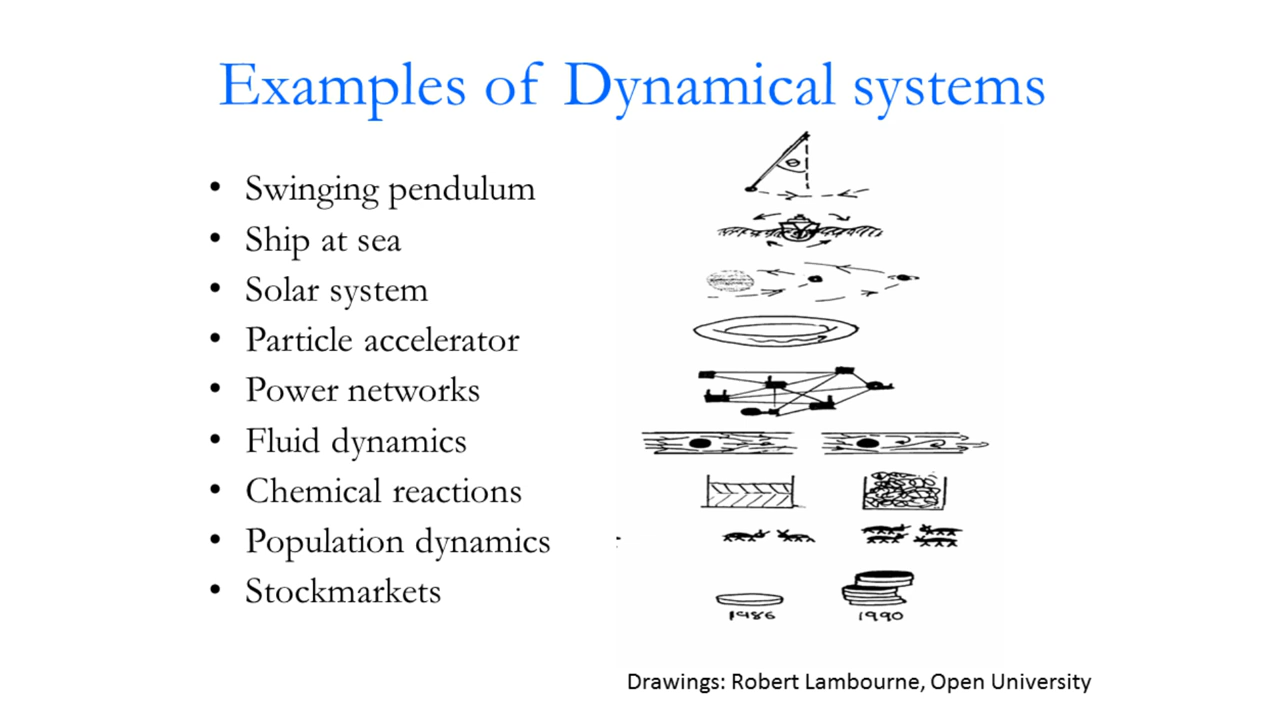 Examples of Dynamical systems
• Swinging pendulum
• Ship at sea
• Solar system
• Particle accelerator
• Power networks
• Fluid dynamics
• Chemical reactions
• Population dynamics
• Stockmarkets
θ
1986
1990
Drawings: Robert Lambourne, Open University